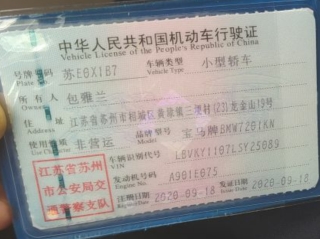 中华人民共和国机动车行驶证
Vehicle License of the People's Republic of China
号牌号码 苏E0X1B7 车辆类型 小型轿车
Plate Vehicle Type
所有人 包雅兰
Owner
住址 江苏省苏州市相城区黄埭镇三埂村(23)龙金山19号
使用性质 非营运 品牌型号 宝马牌BMW7201KN
Use Character Model
江苏省苏州市公安局交通警察支队
车辆识别代号 LBVKY1107LSY25089
VIN
发动机号码 A901E075
Engine No.
注册日期 2020-09-18 发证日期 2020-09-18
Register Date Issue Date